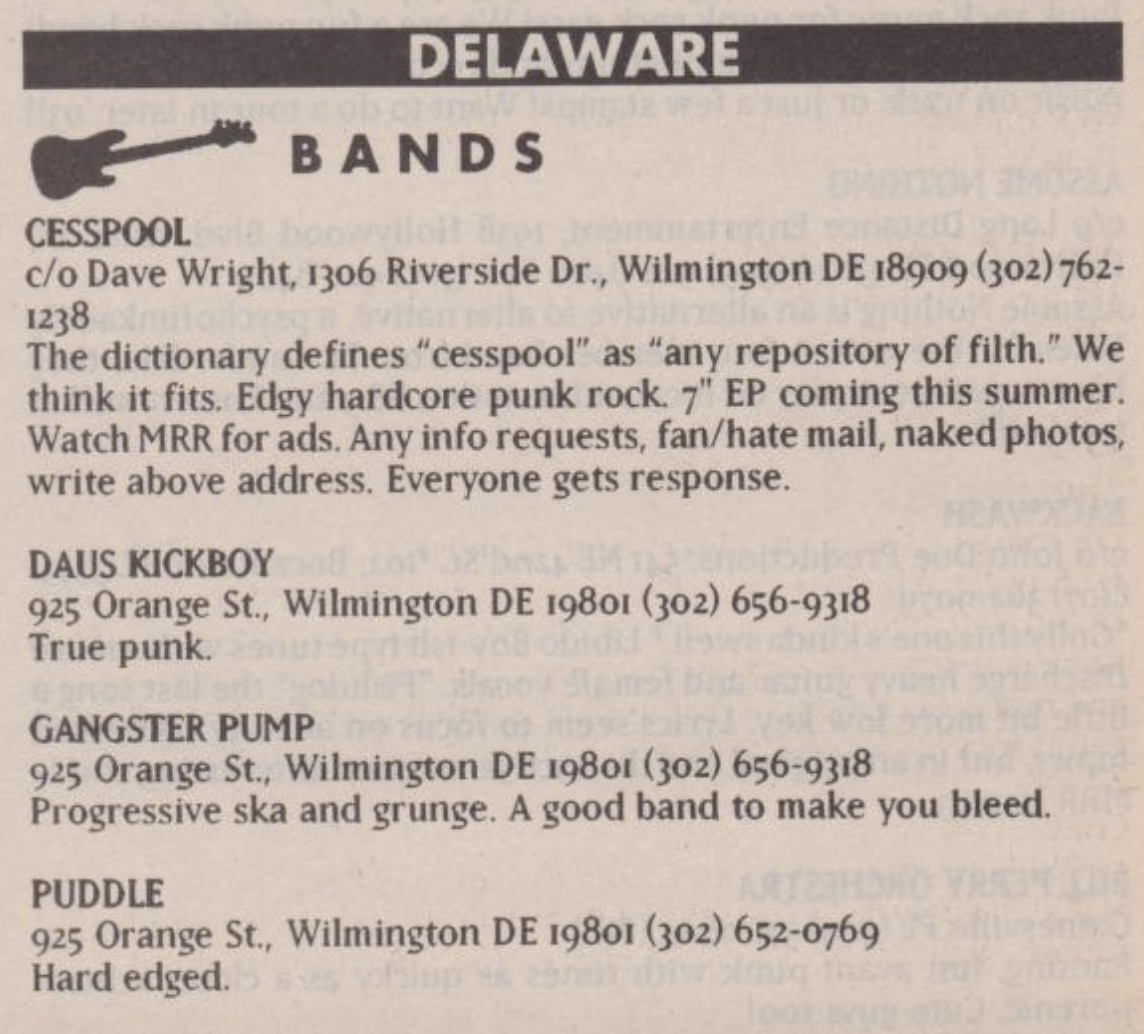 DELAWARE
BANDS
CESSPOOL
c/o Dave Wright, 1306 Riverside Dr., Wilmington DE 18909 (302) 762-
1238
The dictionary defines “cesspool” as “any repository of filth.” We
think it fits. Edgy hardcore punk rock. 7" EP coming this summer.
Watch MRR for ads. Any info requests, fan/hate mail, naked photos,
write above address. Everyone gets response.
DAUS KICKBOY
925 Orange St., Wilmington DE 19801 (302) 656-9318
True punk.
GANGSTER PUMP
925 Orange St., Wilmington DE 19801 (302) 656-9318
Progressive ska and grunge. A good band to make you bleed.
PUDDLE
925 Orange St., Wilmington DE 19801 (302) 652-0769
Hard edged.